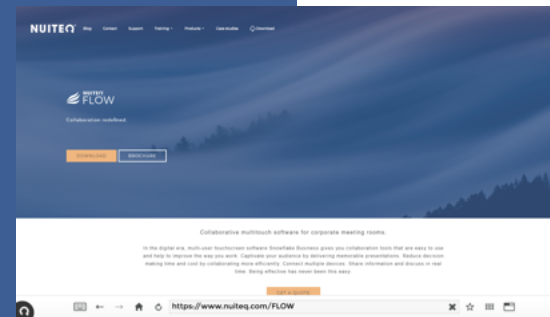 NUITEQ Blog Contact Support Training Products Case studies Download
NUITEQ
FLOW
Collaboration redefined.
DOWNLOAD BROCHURE
Collaborative multitouch software for corporate meeting rooms.
In the digital era, multi-user touchscreen software Snowflake Business gives you collaboration tools that are easy to use
and help to improve the way you work. Captivate your audience by delivering memorable presentations. Reduce decision
making time and cost by collaborating more efficiently. Connect multiple devices. Share information and discuss in real
time. Being effective has never been this easy.
GET A QUOTE
https://www.nuiteq.com/FLOW